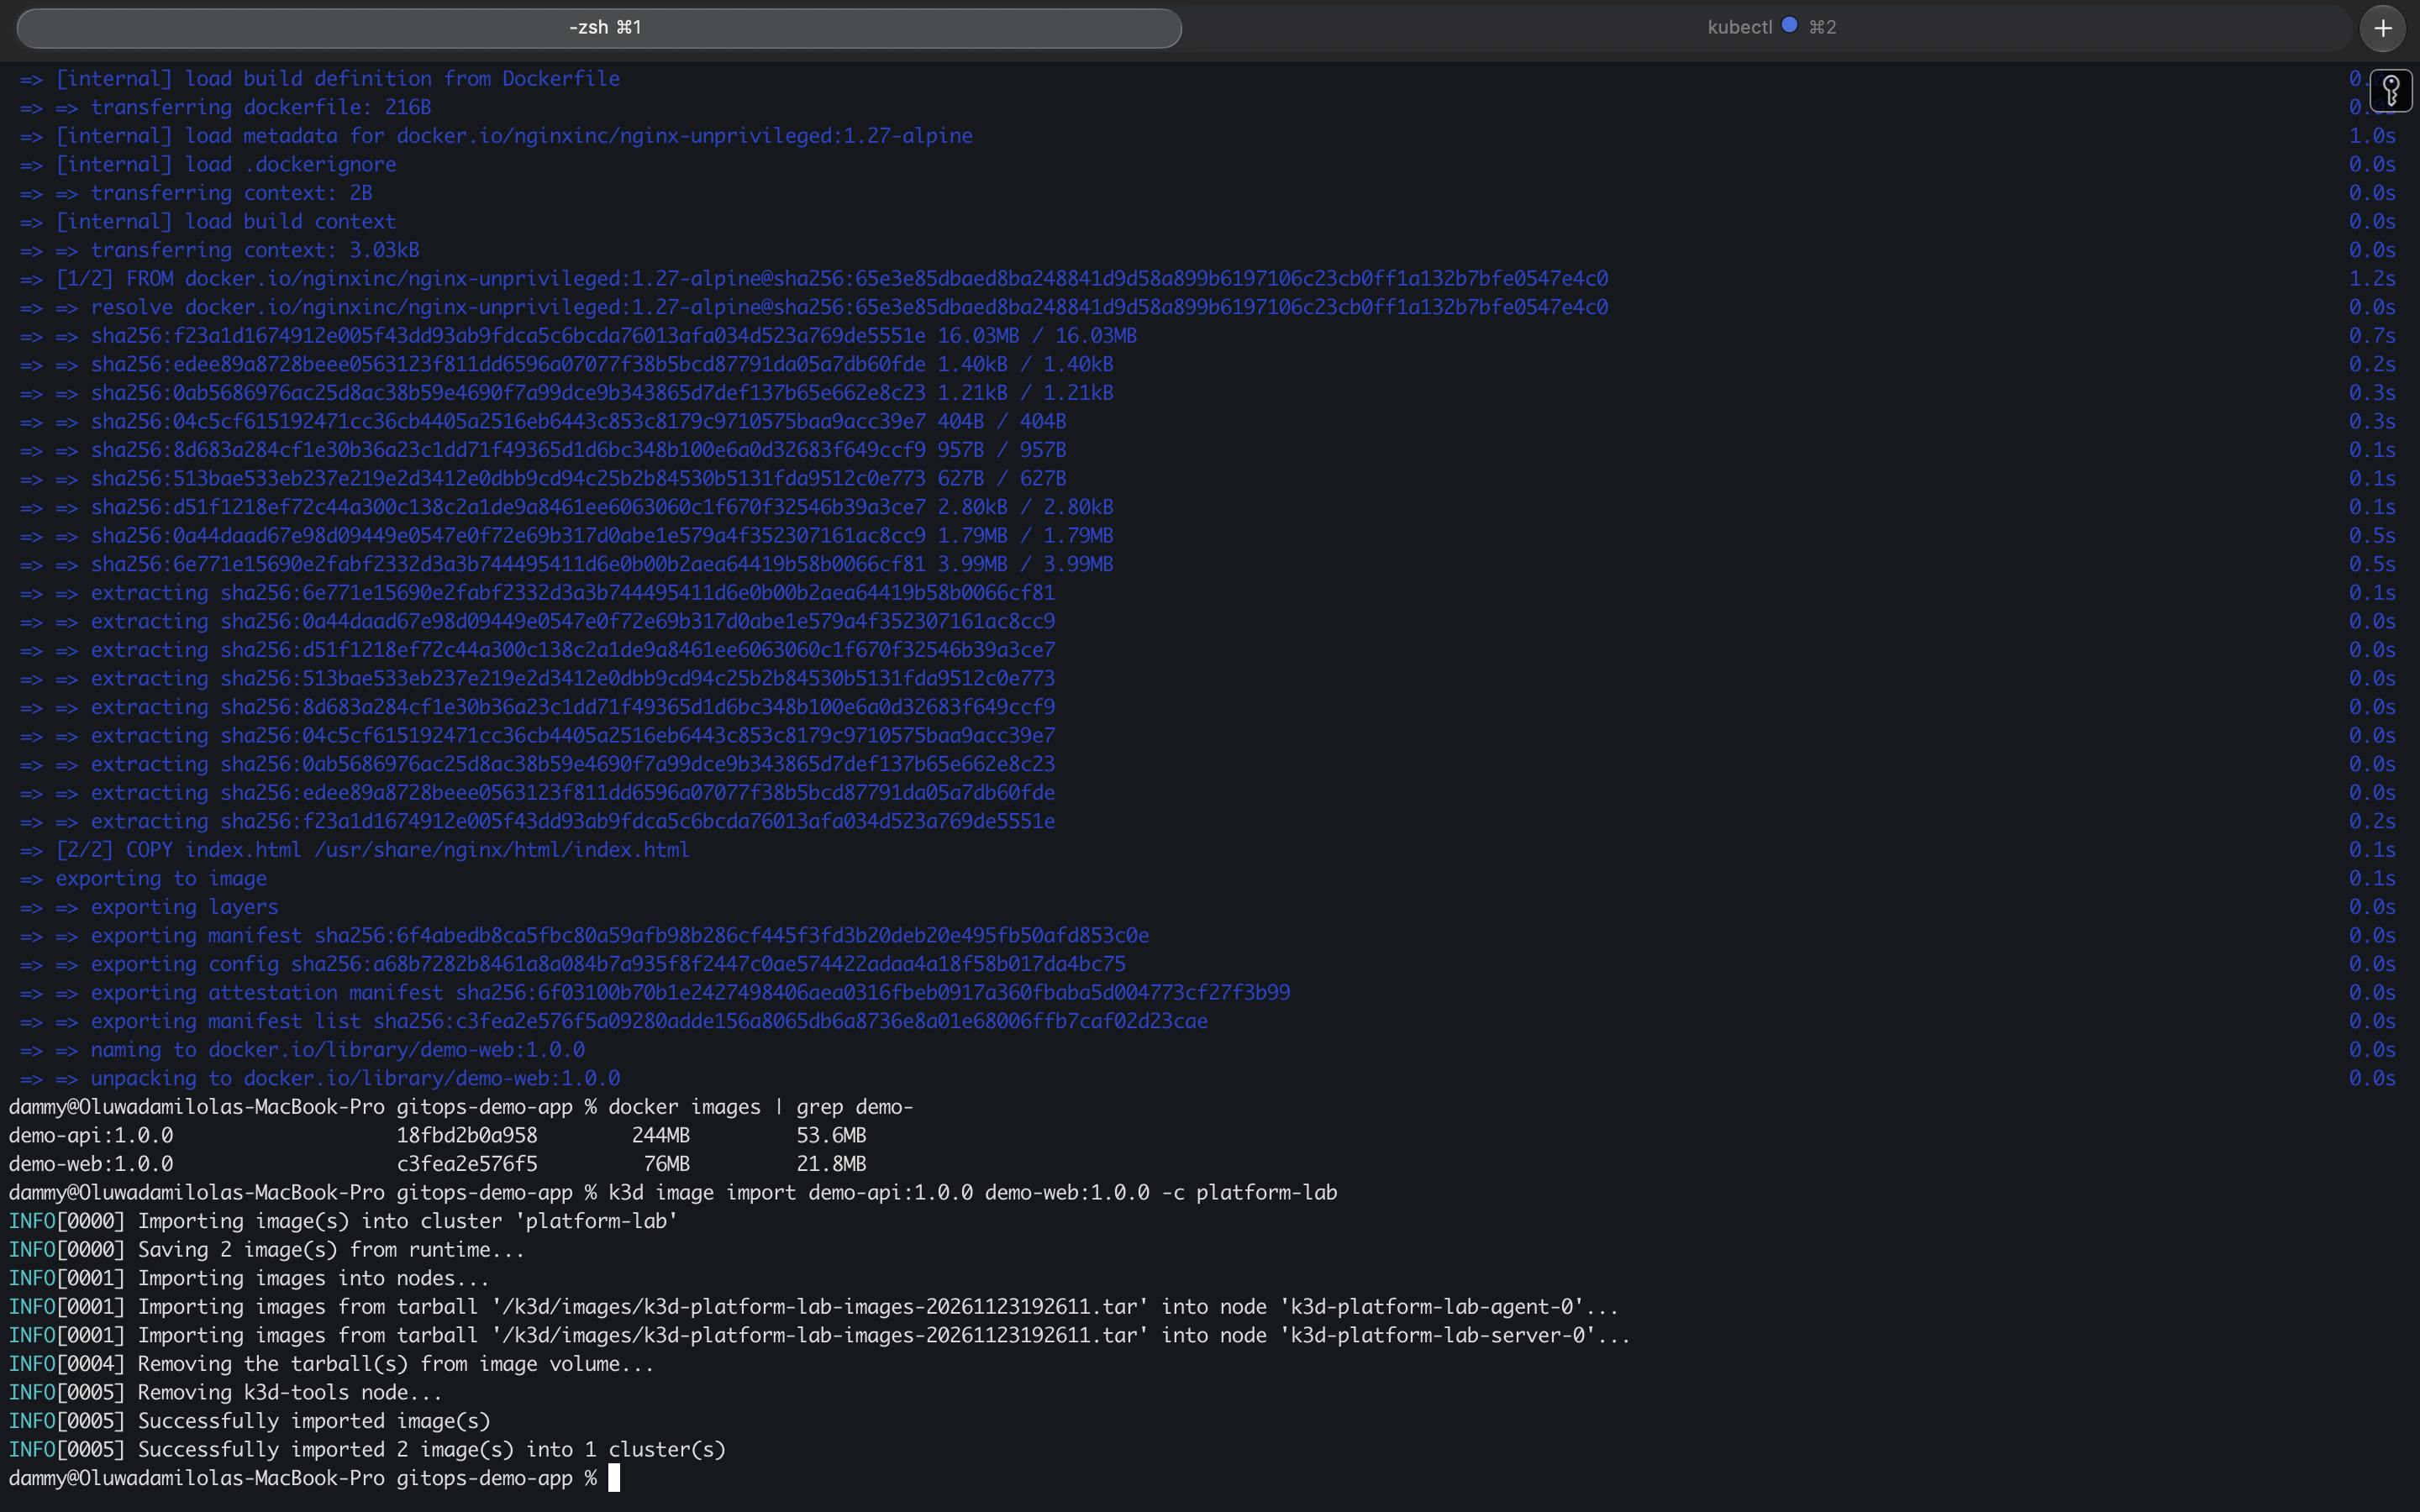 -zsh ⌘1
kubectl ⌘2
+
=> [internal] load build definition from Dockerfile 0.
=> => transferring dockerfile: 216B 0.0s
=> [internal] load metadata for docker.io/nginxinc/nginx-unprivileged:1.27-alpine 1.0s
=> [internal] load .dockerignore 0.0s
=> => transferring context: 2B 0.0s
=> [internal] load build context 0.0s
=> => transferring context: 3.03kB 0.0s
=> [1/2] FROM docker.io/nginxinc/nginx-unprivileged:1.27-alpine@sha256:65e3e85dbaed8ba248841d9d58a899b6197106c23cb0ff1a132b7bfe0547e4c0 1.2s
=> => resolve docker.io/nginxinc/nginx-unprivileged:1.27-alpine@sha256:65e3e85dbaed8ba248841d9d58a899b6197106c23cb0ff1a132b7bfe0547e4c0 0.0s
=> => sha256:f23a1d1674912e005f43dd93ab9fdca5c6bcda76013afa034d523a769de5551e 16.03MB / 16.03MB 0.7s
=> => sha256:edee89a8728beee0563123f811dd6596a07077f38b5bcd87791da05a7db60fde 1.40kB / 1.40kB 0.2s
=> => sha256:0ab5686976ac25d8ac38b59e4690f7a99dce9b343865d7def137b65e662e8c23 1.21kB / 1.21kB 0.3s
=> => sha256:04c5cf615192471cc36cb4405a2516eb6443c853c8179c9710575baa9acc39e7 404B / 404B 0.3s
=> => sha256:8d683a284cf1e30b36a23c1dd71f49365d1d6bc348b100e6a0d32683f649ccf9 957B / 957B 0.1s
=> => sha256:513bae533eb237e219e2d3412e0dbb9cd94c25b2b84530b5131fda9512c0e773 627B / 627B 0.1s
=> => sha256:d51f1218ef72c44a300c138c2a1de9a8461ee6063060c1f670f32546b39a3ce7 2.80kB / 2.80kB 0.1s
=> => sha256:0a44daad67e98d09449e0547e0f72e69b317d0abe1e579a4f352307161ac8cc9 1.79MB / 1.79MB 0.5s
=> => sha256:6e771e15690e2fabf2332d3a3b744495411d6e0b00b2aea64419b58b0066cf81 3.99MB / 3.99MB 0.5s
=> => extracting sha256:6e771e15690e2fabf2332d3a3b744495411d6e0b00b2aea64419b58b0066cf81 0.1s
=> => extracting sha256:0a44daad67e98d09449e0547e0f72e69b317d0abe1e579a4f352307161ac8cc9 0.0s
=> => extracting sha256:d51f1218ef72c44a300c138c2a1de9a8461ee6063060c1f670f32546b39a3ce7 0.0s
=> => extracting sha256:513bae533eb237e219e2d3412e0dbb9cd94c25b2b84530b5131fda9512c0e773 0.0s
=> => extracting sha256:8d683a284cf1e30b36a23c1dd71f49365d1d6bc348b100e6a0d32683f649ccf9 0.0s
=> => extracting sha256:04c5cf615192471cc36cb4405a2516eb6443c853c8179c9710575baa9acc39e7 0.0s
=> => extracting sha256:0ab5686976ac25d8ac38b59e4690f7a99dce9b343865d7def137b65e662e8c23 0.0s
=> => extracting sha256:edee89a8728beee0563123f811dd6596a07077f38b5bcd87791da05a7db60fde 0.0s
=> => extracting sha256:f23a1d1674912e005f43dd93ab9fdca5c6bcda76013afa034d523a769de5551e 0.2s
=> [2/2] COPY index.html /usr/share/nginx/html/index.html 0.1s
=> exporting to image 0.1s
=> => exporting layers 0.0s
=> => exporting manifest sha256:6f4abedb8ca5fbc80a59afb98b286cf445f3fd3b20deb20e495fb50afd853c0e 0.0s
=> => exporting config sha256:a68b7282b8461a8a084b7a935f8f2447c0ae574422adaa4a18f58b017da4bc75 0.0s
=> => exporting attestation manifest sha256:6f03100b70b1e2427498406aea0316fbeb0917a360fbaba5d004773cf27f3b99 0.0s
=> => exporting manifest list sha256:c3fea2e576f5a09280adde156a8065db6a8736e8a01e68006ffb7caf02d23cae 0.0s
=> => naming to docker.io/library/demo-web:1.0.0 0.0s
=> => unpacking to docker.io/library/demo-web:1.0.0 0.0s
dammy@Oluwadamilolas-MacBook-Pro gitops-demo-app % docker images | grep demo-
demo-api:1.0.0 18fbd2b0a958 244MB 53.6MB
demo-web:1.0.0 c3fea2e576f5 76MB 21.8MB
dammy@Oluwadamilolas-MacBook-Pro gitops-demo-app % k3d image import demo-api:1.0.0 demo-web:1.0.0 -c platform-lab
INFO[0000] Importing image(s) into cluster 'platform-lab'
INFO[0000] Saving 2 image(s) from runtime...
INFO[0001] Importing images into nodes...
INFO[0001] Importing images from tarball '/k3d/images/k3d-platform-lab-images-20261123192611.tar' into node 'k3d-platform-lab-agent-0'...
INFO[0001] Importing images from tarball '/k3d/images/k3d-platform-lab-images-20261123192611.tar' into node 'k3d-platform-lab-server-0'...
INFO[0004] Removing the tarball(s) from image volume...
INFO[0005] Removing k3d-tools node...
INFO[0005] Successfully imported image(s)
INFO[0005] Successfully imported 2 image(s) into 1 cluster(s)
dammy@Oluwadamilolas-MacBook-Pro gitops-demo-app %